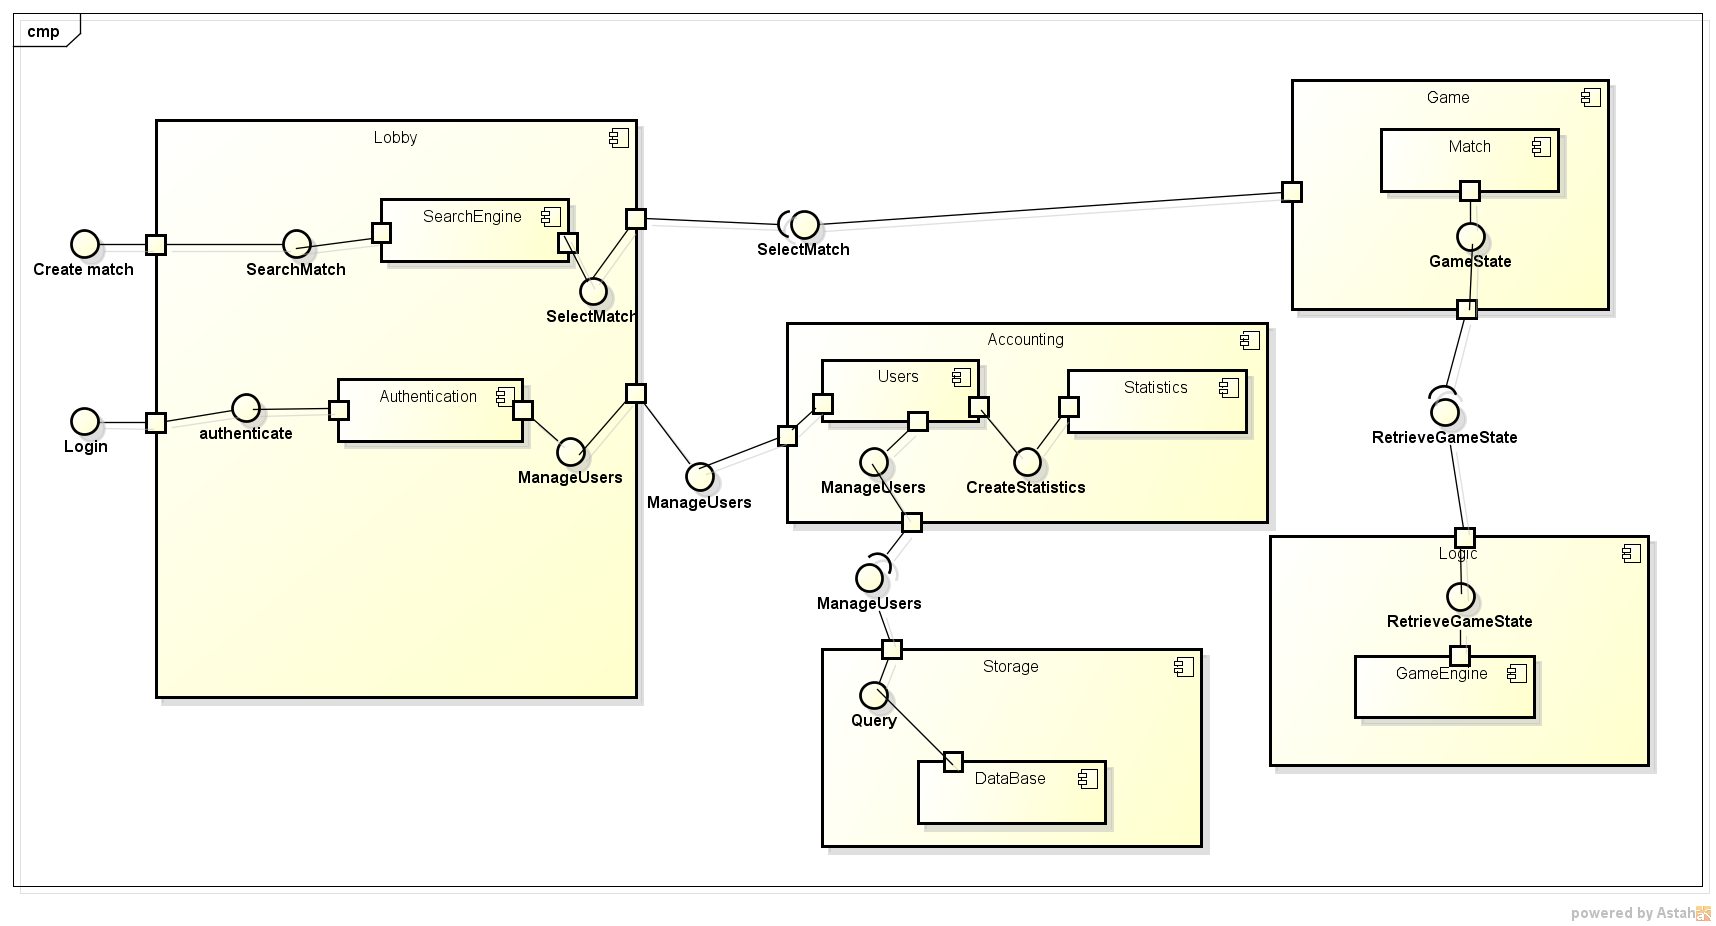 cmp
Lobby
SearchEngine
Create match
SearchMatch
SelectMatch
Authentication
Login
authenticate
ManageUsers
SelectMatch
ManageUsers
Game
Match
GameState
Accounting
Users
Statistics
ManageUsers
CreateStatistics
RetrieveGameState
ManageUsers
Storage
Query
DataBase
Logic
RetrieveGameState
GameEngine
powered by Astah